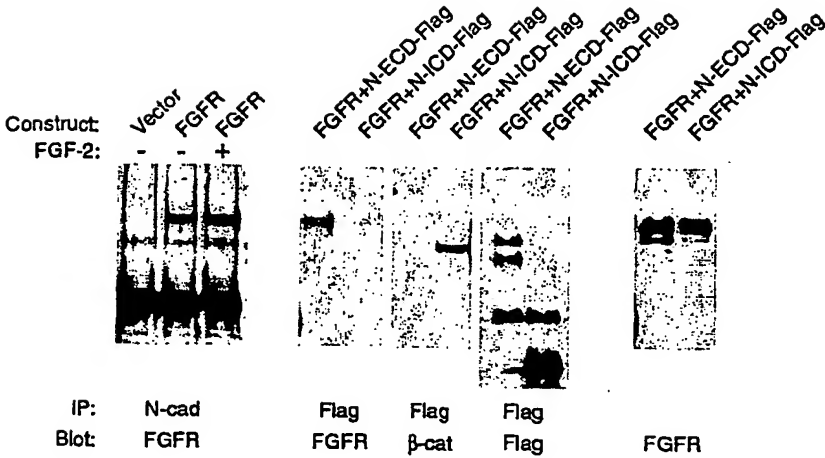 FGFR+N-ECD-Flag
FGFR+N-ICD-Flag
FGFR+N-ECD-Flag
FGFR+N-ICD-Flag
FGFR+N-ECD-Flag
FGFR+N-ICD-Flag
FGFR+N-ECD-Flag
FGFR+N-ICD-Flag
Construct: Vector FGFR FGFR
FGF-2: - - +
IP: N-cad Flag Flag Flag
Blot: FGFR FGFR β-cat Flag FGFR